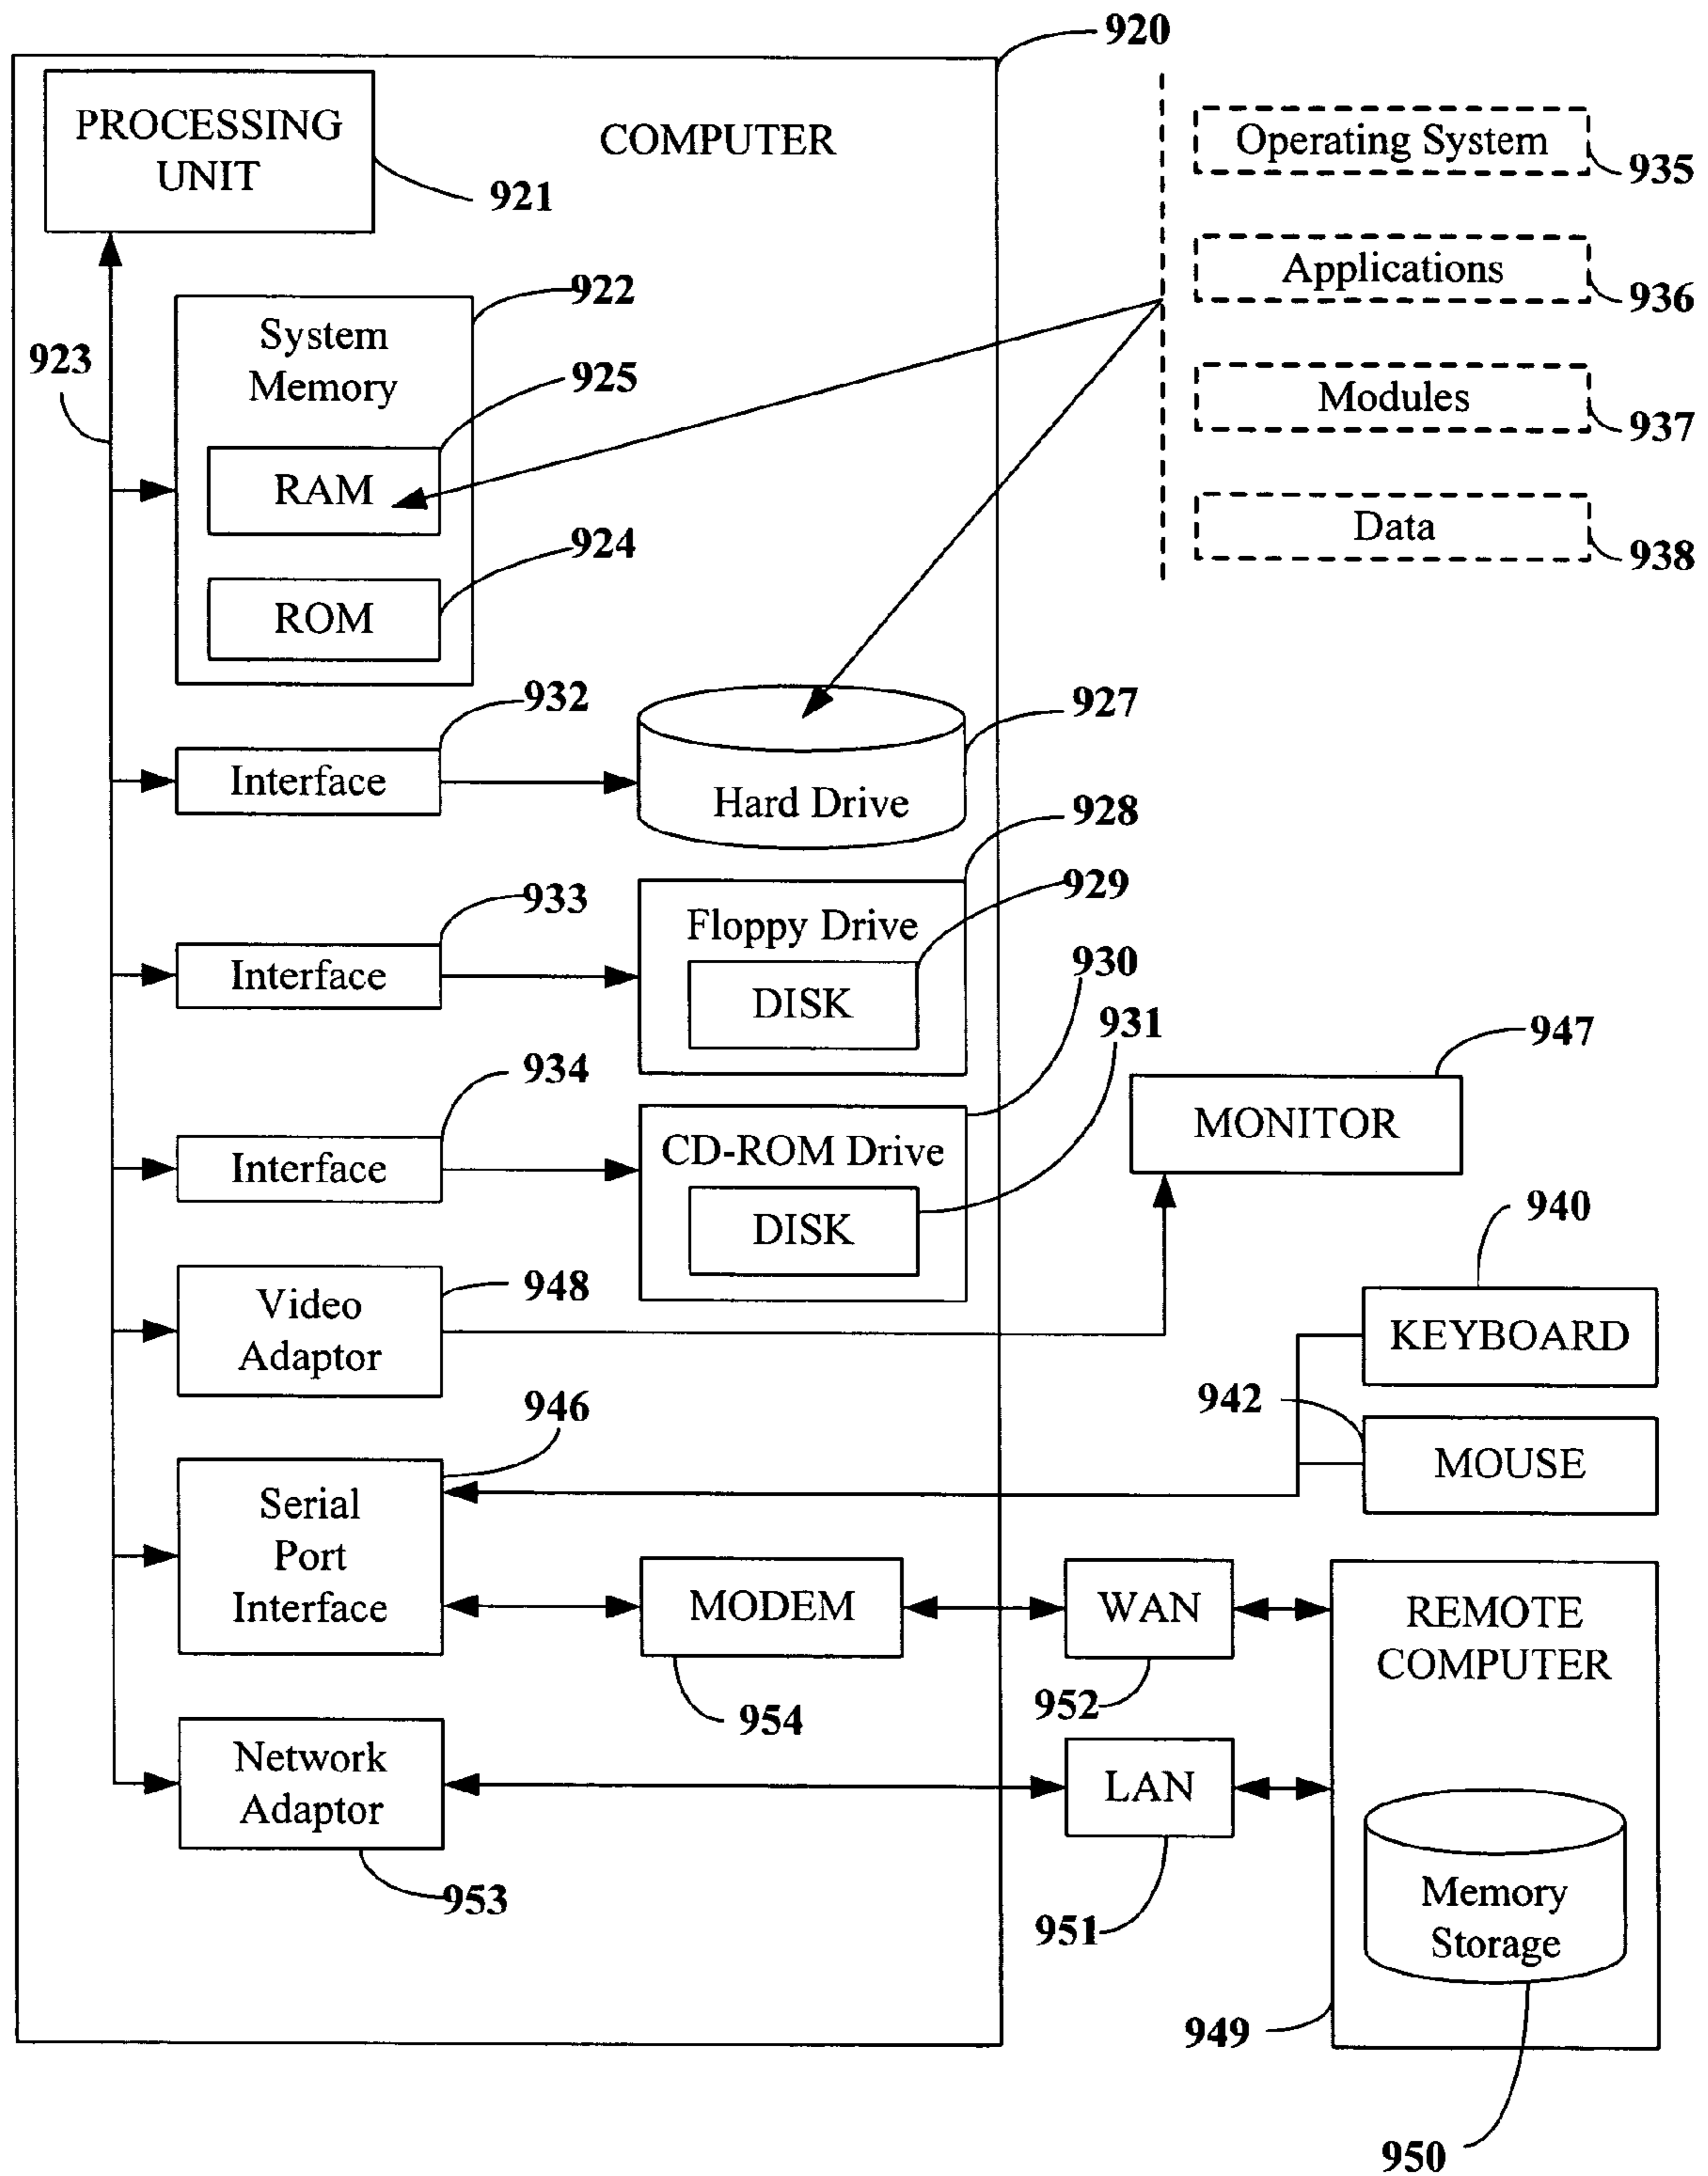 920
PROCESSING
UNIT
921
COMPUTER
Operating System
935
Applications
936
Modules
937
Data
938
922
System
Memory
923
925
RAM
924
ROM
932
Interface
927
Hard Drive
928
933
Interface
Floppy Drive
929
DISK
930
934
Interface
CD-ROM Drive
931
DISK
947
MONITOR
948
Video
Adaptor
940
KEYBOARD
942
MOUSE
946
Serial
Port
Interface
MODEM
954
WAN
952
REMOTE
COMPUTER
Network
Adaptor
953
LAN
951
Memory
Storage
949
950